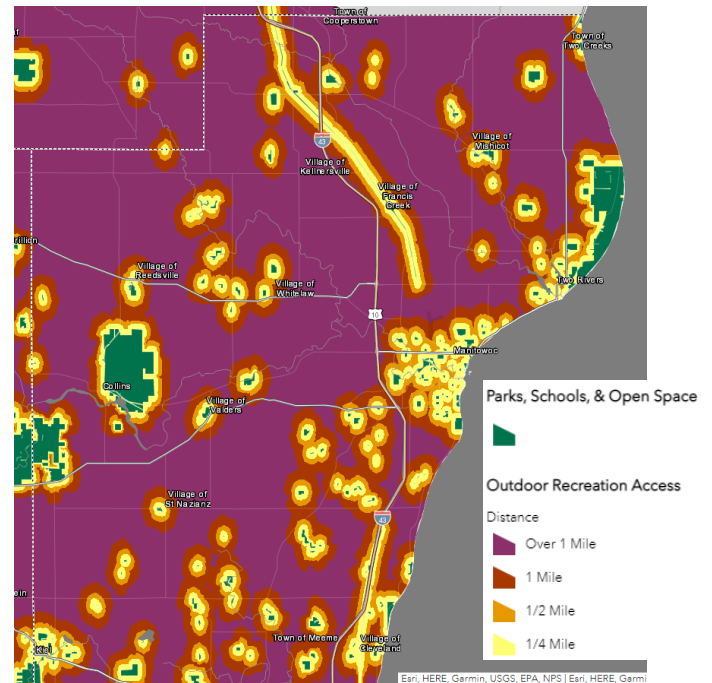 Town of
Cooperstown
Town of
Two Creeks
43
Village of
Kellnersville
Village of
Mishicot
Village of
Francis
Creek
rillion
Village of
Reedsville
Village of
Whitelaw
Two Rivers
10
Manitowoc
Collins
Village of
Valders
Village of
St Nazianz
43
ein
Kiel
Town of Meeme
Village of
Cleveland
Parks, Schools, & Open Space
Outdoor Recreation Access
Distance
Over 1 Mile
1 Mile
1/2 Mile
1/4 Mile
Esri, HERE, Garmin, USGS, EPA, NPS | Esri, HERE, Garmi